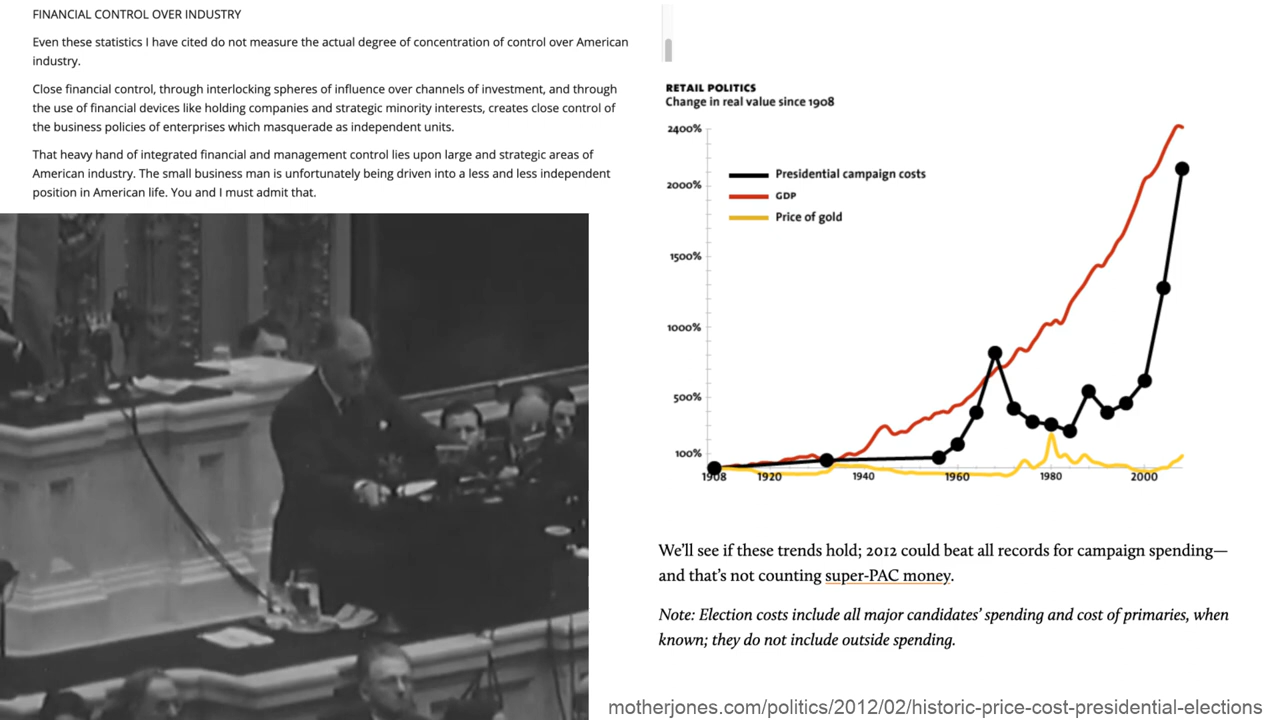 FINANCIAL CONTROL OVER INDUSTRY
Even these statistics I have cited do not measure the actual degree of concentration of control over American
industry.
Close financial control, through interlocking spheres of influence over channels of investment, and through
the use of financial devices like holding companies and strategic minority interests, creates close control of
the business policies of enterprises which masquerade as independent units.
That heavy hand of integrated financial and management control lies upon large and strategic areas of
American industry. The small business man is unfortunately being driven into a less and less independent
position in American life. You and I must admit that.
RETAIL POLITICS
Change in real value since 1908
2400%
2000%
1500%
1000%
500%
100%
Presidential campaign costs
GDP
Price of gold
1908 1920 1940 1960 1980 2000
We'll see if these trends hold; 2012 could beat all records for campaign spending—
and that's not counting super-PAC money.
Note: Election costs include all major candidates' spending and cost of primaries, when
known; they do not include outside spending.
motherjones.com/politics/2012/02/historic-price-cost-presidential-elections